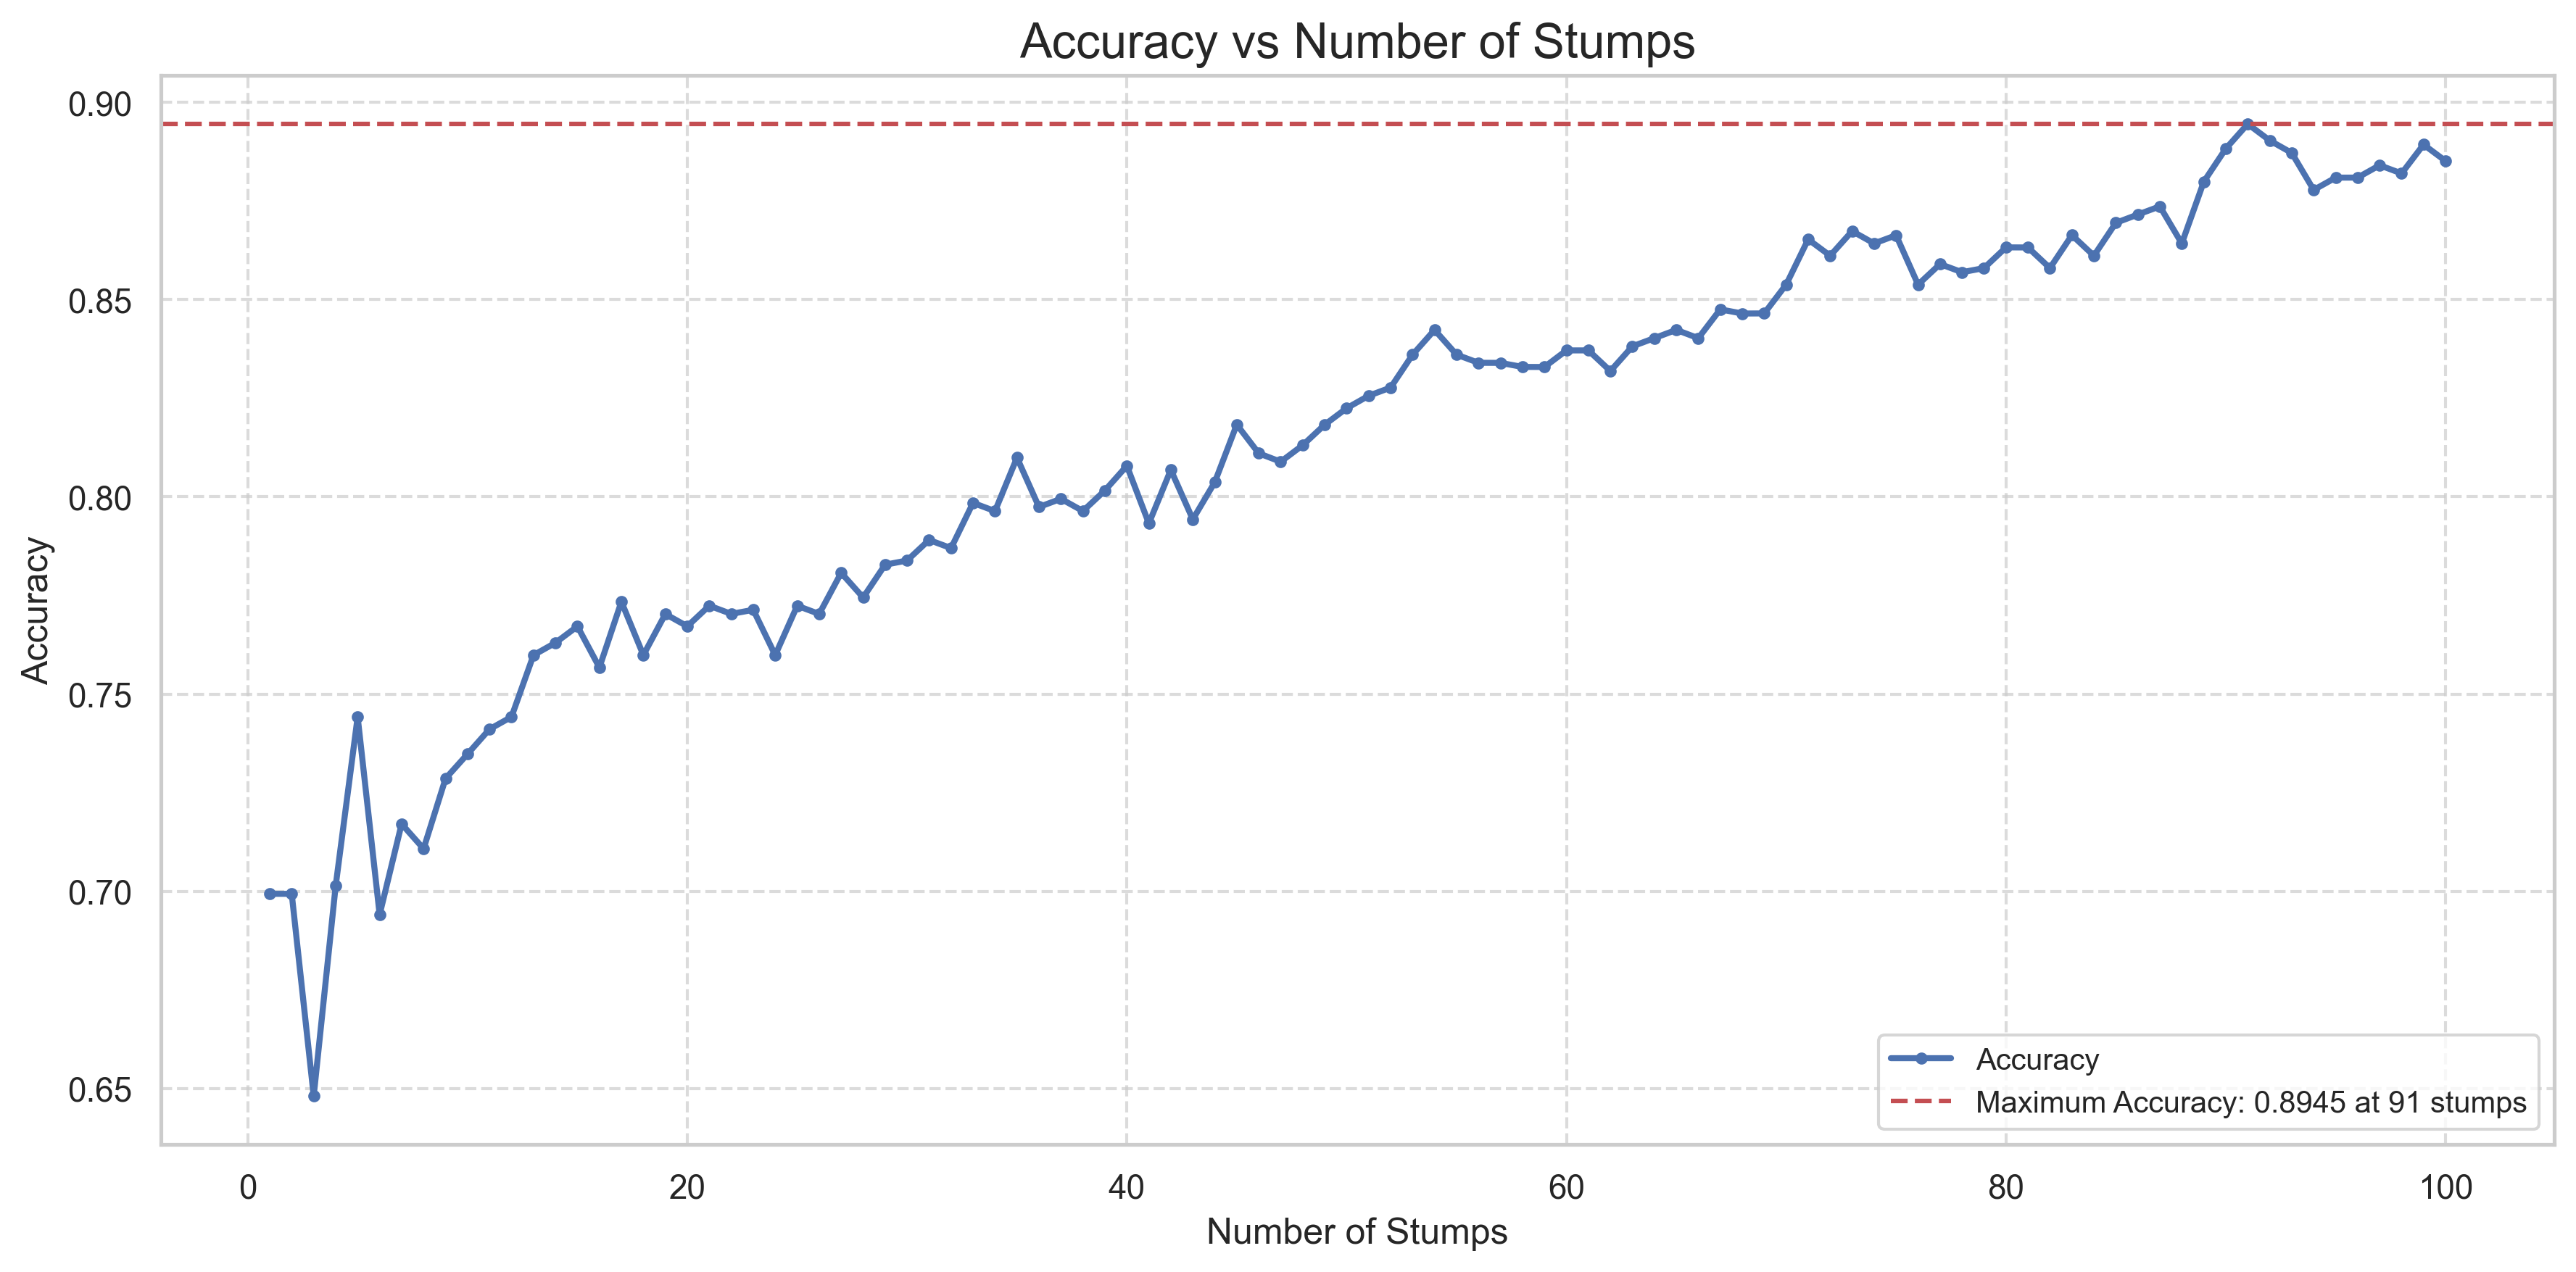 Accuracy vs Number of Stumps
0.90
0.85
0.80
0.75
0.70
0.65
Accuracy
0 20 40 60 80 100
Number of Stumps
Accuracy
Maximum Accuracy: 0.8945 at 91 stumps